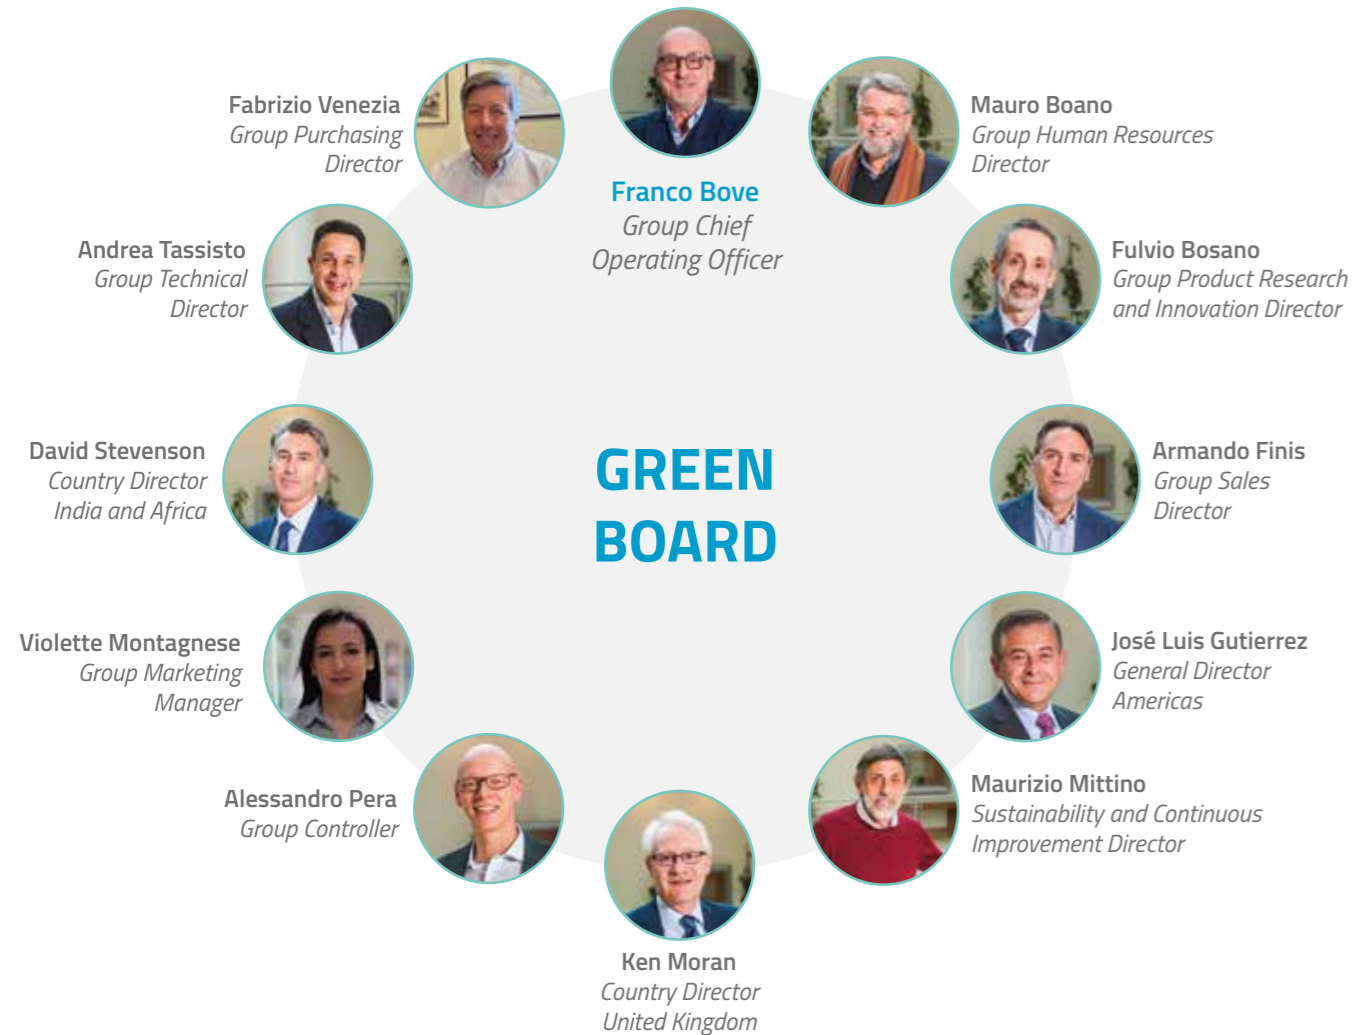 Franco Bove
Group Chief
Operating Officer
Mauro Boano
Group Human Resources
Director
Fulvio Bosano
Group Product Research
and Innovation Director
Armando Finis
Group Sales
Director
José Luis Gutierrez
General Director
Americas
Maurizio Mittino
Sustainability and Continuous
Improvement Director
Ken Moran
Country Director
United Kingdom
Alessandro Pera
Group Controller
Violette Montagnese
Group Marketing
Manager
David Stevenson
Country Director
India and Africa
Andrea Tassisto
Group Technical
Director
Fabrizio Venezia
Group Purchasing
Director
GREEN
BOARD